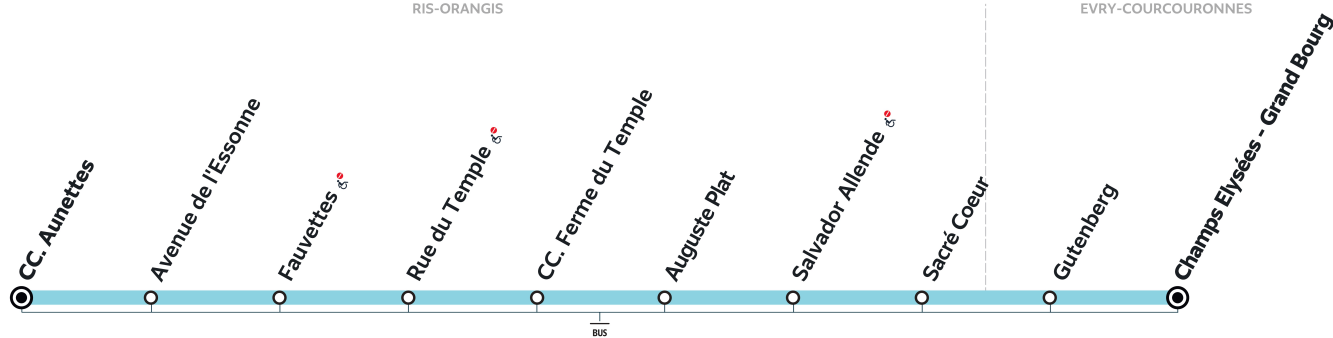 RIS-ORANGIS
EVRY-COURCOURONNES
CC. Aunettes
Avenue de l'Essonne
Fauvettes
Rue du Temple
CC. Ferme du Temple
Auguste Plat
Salvador Allende
Sacré Coeur
Gutenberg
Champs Elysées - Grand Bourg
BUS